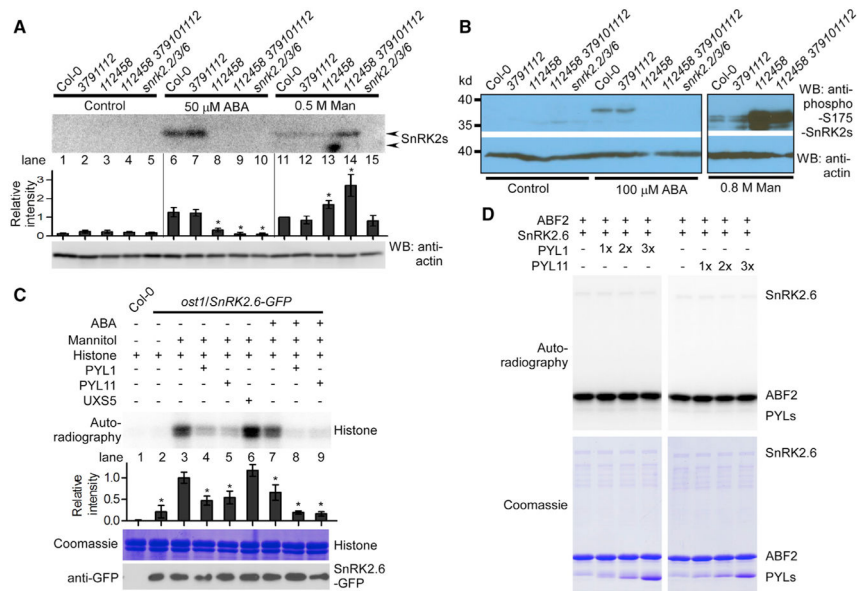 A
Col-0
3791112
112458
112458 379101112
snrk2.2/3/6
Col-0
3791112
112458
112458 379101112
snrk2.2/3/6
Col-0
3791112
112458
112458 379101112
snrk2.2/3/6
Control
50 µM ABA
0.5 M Man
SnRK2s
lane 1 2 3 4 5 6 7 8 9 10 11 12 13 14 15
Relative intensity
3
2
1
0
* * * * *
WB: anti-actin
B
Col-0
3791112
112458
112458 379101112
snrk2.2/3/6
Col-0
3791112
112458
112458 379101112
snrk2.2/3/6
Col-0
3791112
112458
112458 379101112
kd
40
35
40
WB: anti-phospho-S175-SnRK2s
WB: anti-actin
Control
100 µM ABA
0.8 M Man
C
Col-0
ost1/SnRK2.6-GFP
ABA - - - - - - + + +
Mannitol - - + + + + + + +
Histone + + + + + + + + +
PYL1 - - - + - - - + -
PYL11 - - - - + - - - +
UXS5 - - - - - + - - -
Auto-radiography
Histone
lane 1 2 3 4 5 6 7 8 9
Relative intensity
1.0
0.5
0.0
* * * * * *
Coomassie
Histone
anti-GFP
SnRK2.6-GFP
D
ABF2 + + + + + + + +
SnRK2.6 + + + + + + + +
PYL1 - 1x 2x 3x - - - -
PYL11 - - - - - 1x 2x 3x
SnRK2.6
Auto-radiography
ABF2
PYLs
SnRK2.6
Coomassie
ABF2
PYLs